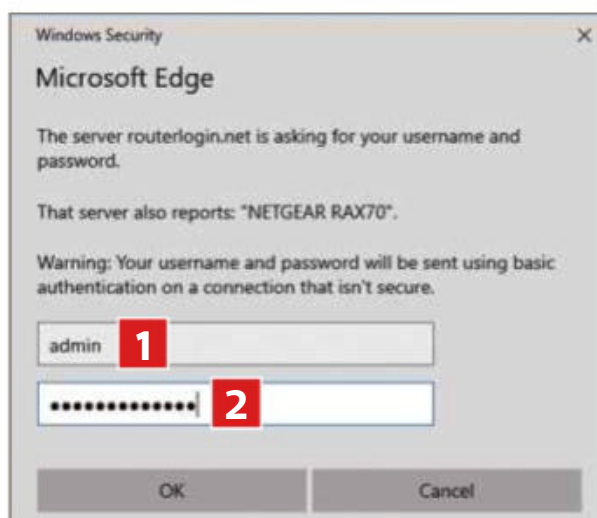 Windows Security
Microsoft Edge
The server routerlogin.net is asking for your username and
password.
That server also reports: "NETGEAR RAX70".
Warning: Your username and password will be sent using basic
authentication on a connection that isn't secure.
admin 1
••••••••••••• 2
OK Cancel